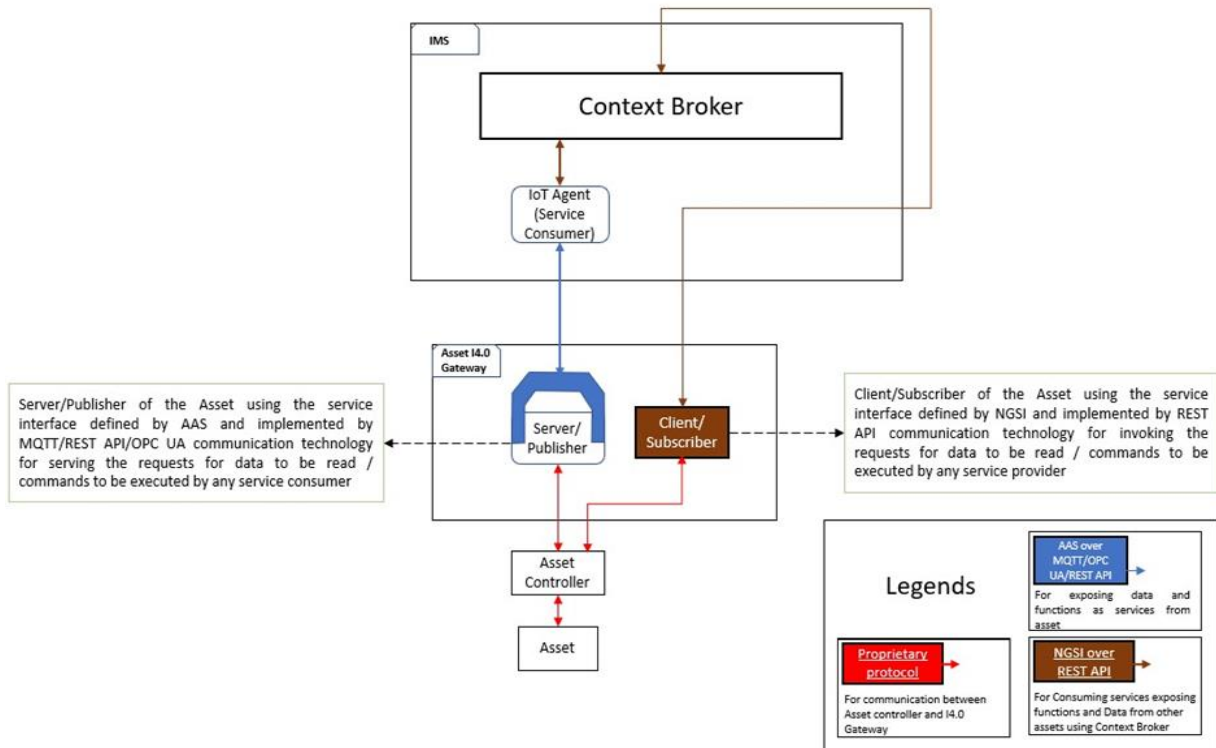 IMS
Context Broker
IoT Agent
(Service
Consumer)
Asset I4.0
Gateway
Server/
Publisher
Client/
Subscriber
Server/Publisher of the Asset using the service
interface defined by AAS and implemented by
MQTT/REST API/OPC UA communication technology
for serving the requests for data to be read /
commands to be executed by any service consumer
Client/Subscriber of the Asset using the service
interface defined by NGSI and implemented by REST
API communication technology for invoking the
requests for data to be read / commands to be
executed by any service provider
Asset
Controller
Asset
Legends
AAS over
MQTT/OPC
UA/REST API
For exposing data and
functions as services from
asset
Proprietary
protocol
For communication between
Asset controller and I4.0
Gateway
NGSI over
REST API
For Consuming services exposing
functions and Data from other
assets using Context Broker